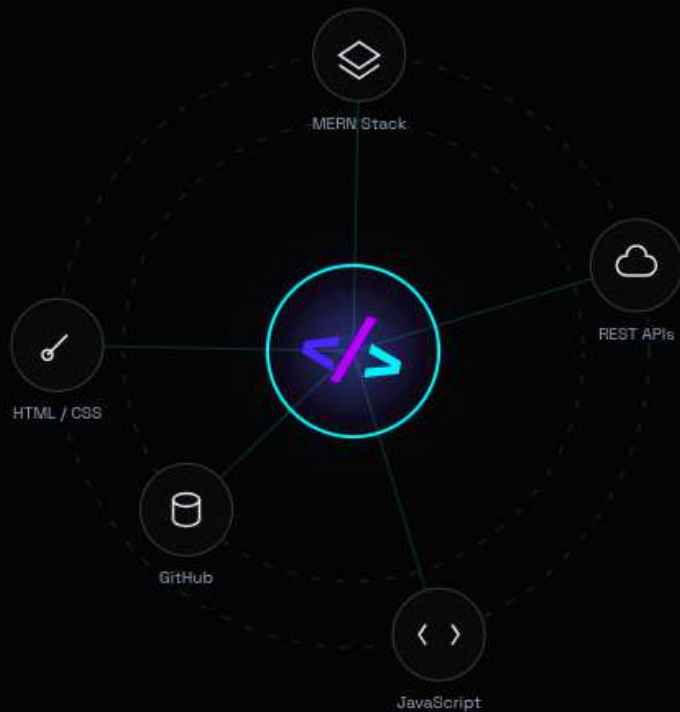 MERN Stack
</>
REST APIs
HTML / CSS
GitHub
JavaScript